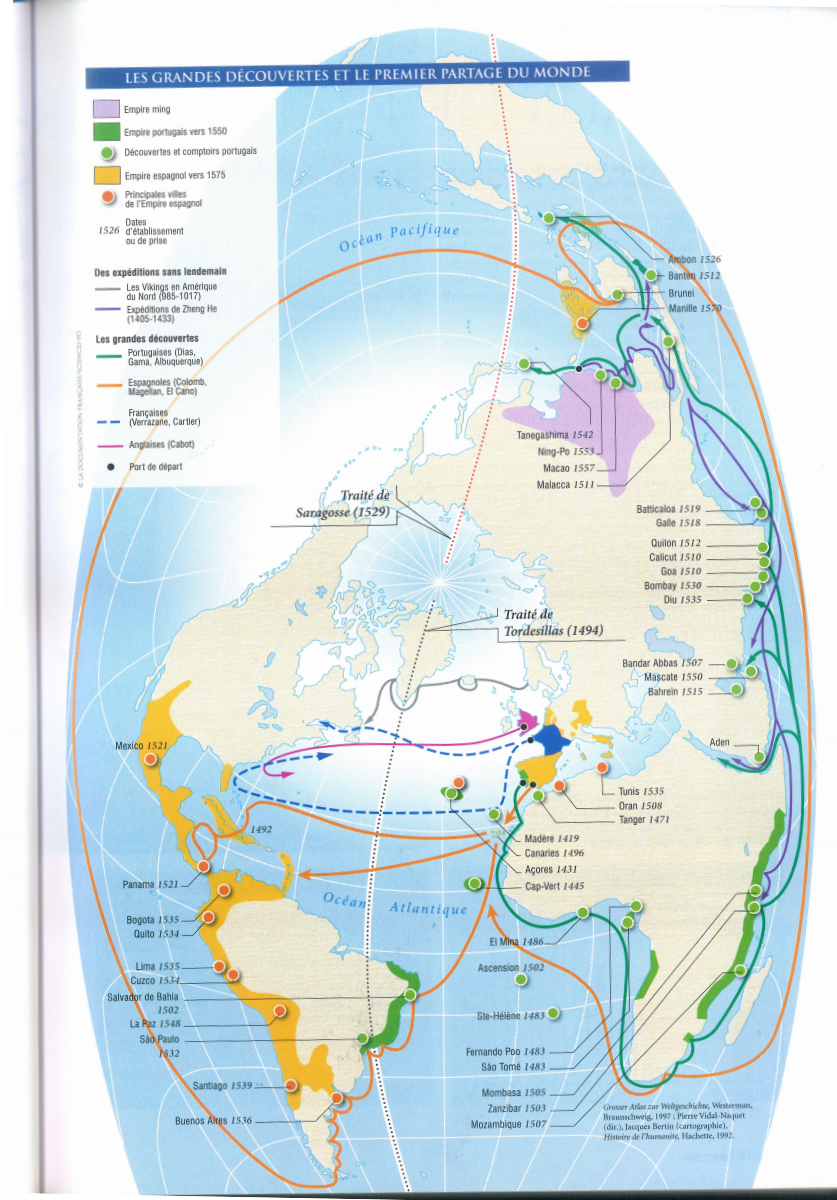 LES GRANDES DÉCOUVERTES ET LE PREMIER PARTAGE DU MONDE
Empire ming
Empire portugais vers 1550
Découvertes et comptoirs portugais
Empire espagnol vers 1575
Principales villes
de l'Empire espagnol
1526
Dates
d'établissement
ou de prise
Des expéditions sans lendemain
Les Vikings en Amérique
du Nord (985-1017)
Expéditions de Zheng He
(1405-1433)
Les grandes découvertes
Portugaises (Dias,
Gama, Albuquerque)
Espagnoles (Colomb,
Magellan, El Cano)
Françaises
(Verrazane, Cartier)
Anglaises (Cabot)
Port de départ
© LA DOCUMENTATION FRANÇAISE/SCIENCES-PO
Océan Pacifique
Ambon 1526
Banten 1512
Brunei
Manille 1570
Tanegashima 1542
Ning-Po 1553
Macao 1557
Malacca 1511
Traité de
Saragosse (1529)
Batticaloa 1519
Galle 1518
Quilon 1512
Calicut 1510
Goa 1510
Bombay 1530
Diu 1535
Traité de
Tordesillas (1494)
Bandar Abbas 1507
Mascate 1550
Bahrein 1515
Aden
Mexico 1521
Tunis 1535
Oran 1508
Tanger 1471
1492
Madère 1419
Canaries 1496
Açores 1431
Cap-Vert 1445
Panama 1521
Océan Atlantique
Bogota 1535
Quito 1534
El Mina 1486
Lima 1535
Cuzco 1534
Ascension 1502
Salvador de Bahia
1502
La Paz 1548
São Paulo
1532
Ste-Hélène 1483
Fernando Poo 1483
São Tomé 1483
Santiago 1539
Mombasa 1505
Zanzibar 1503
Mozambique 1507
Buenos Aires 1536
Grosser Atlas zur Weltgeschichte, Westerman,
Braunschweig, 1997 ; Pierre Vidal-Naquet
(dir.), Jacques Bertin (cartographie),
Histoire de l'humanité, Hachette, 1992.